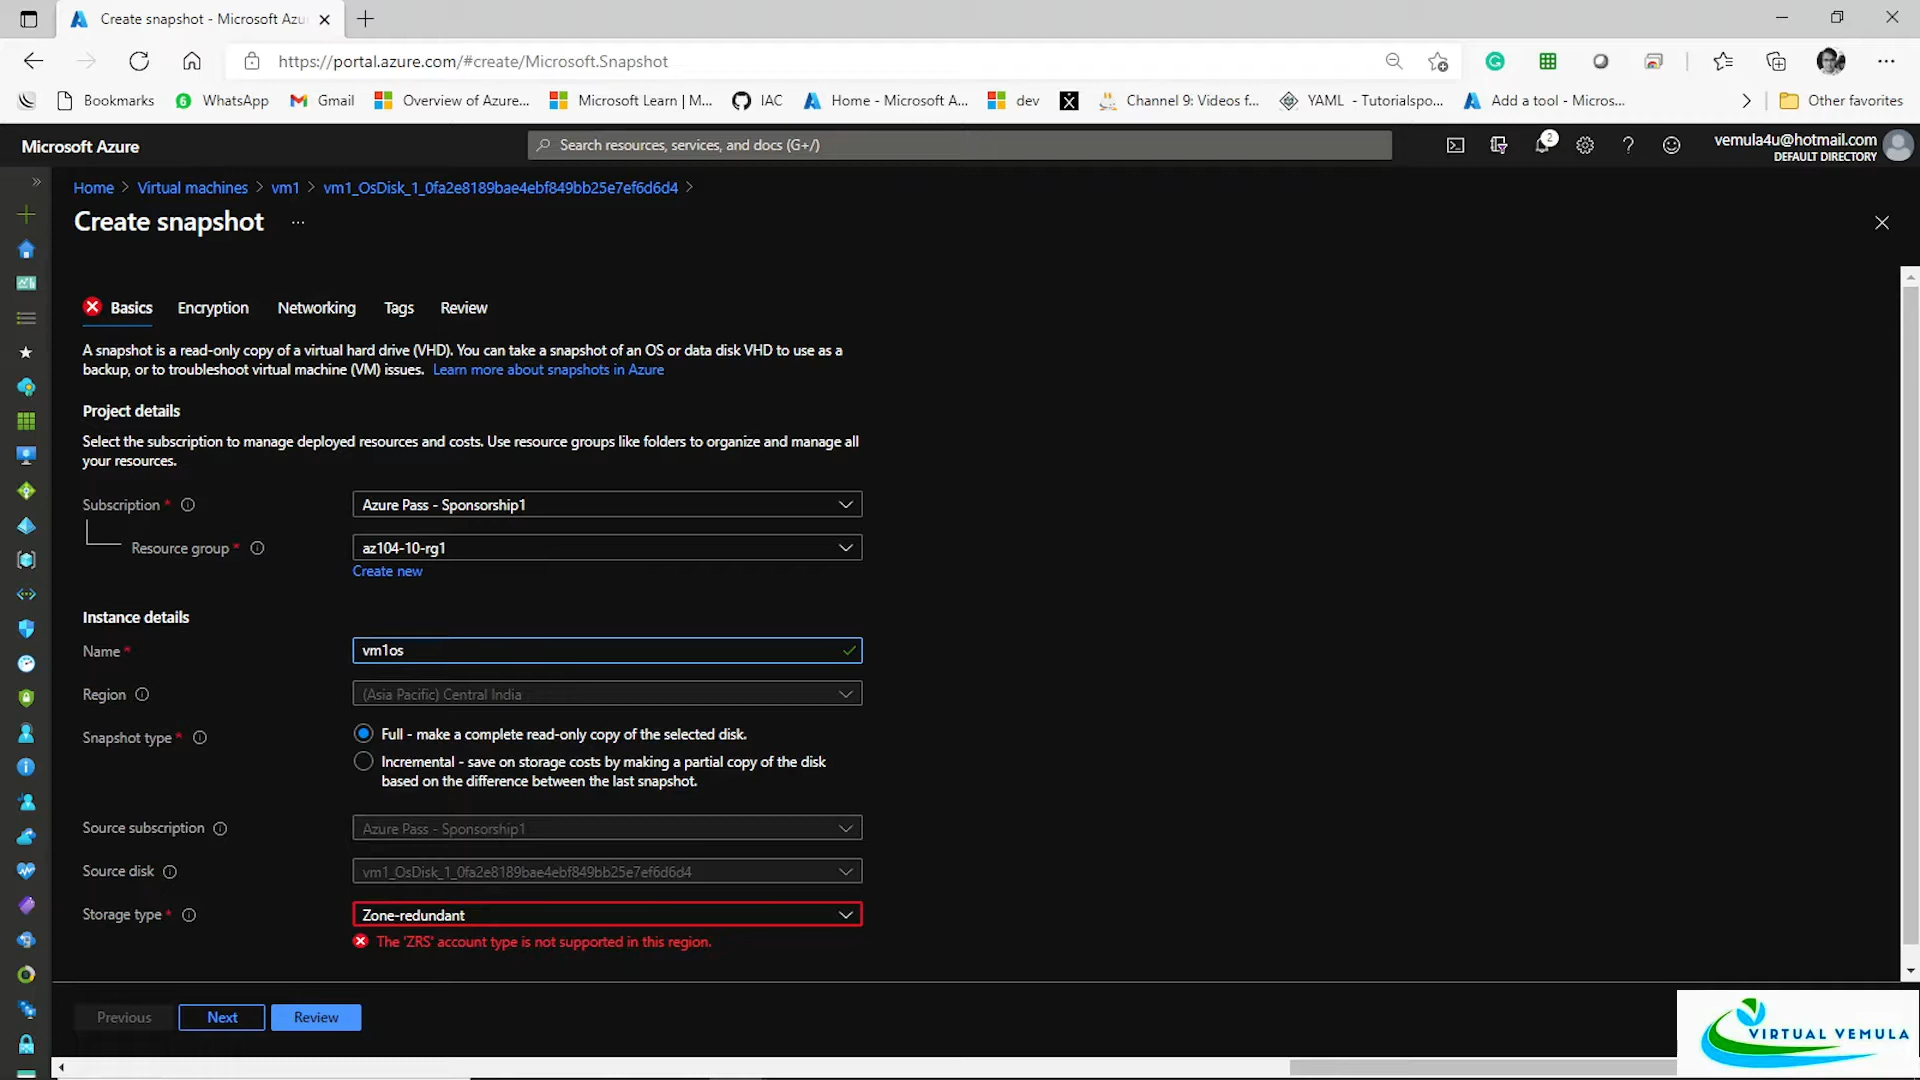 Create snapshot - Microsoft Azu
https://portal.azure.com/#create/Microsoft.Snapshot
Bookmarks
WhatsApp
Gmail
Overview of Azure...
Microsoft Learn | M...
IAC
Home - Microsoft A...
dev
Channel 9: Videos f...
YAML - Tutorialspo...
Add a tool - Micros...
Other favorites
Microsoft Azure
Search resources, services, and docs (G+/)
2
vemula4u@hotmail.com
DEFAULT DIRECTORY
Home > Virtual machines > vm1 > vm1_OsDisk_1_0fa2e8189bae4ebf849bb25e7ef6d6d4 >
Create snapshot ...
Basics Encryption Networking Tags Review
A snapshot is a read-only copy of a virtual hard drive (VHD). You can take a snapshot of an OS or data disk VHD to use as a
backup, or to troubleshoot virtual machine (VM) issues. Learn more about snapshots in Azure
Project details
Select the subscription to manage deployed resources and costs. Use resource groups like folders to organize and manage all
your resources.
Subscription * Azure Pass - Sponsorship1
Resource group * az104-10-rg1
Create new
Instance details
Name * vm1os
Region (Asia Pacific) Central India
Snapshot type * Full - make a complete read-only copy of the selected disk.
Incremental - save on storage costs by making a partial copy of the disk
based on the difference between the last snapshot.
Source subscription Azure Pass - Sponsorship1
Source disk vm1_OsDisk_1_0fa2e8189bae4ebf849bb25e7ef6d6d4
Storage type * Zone-redundant
The 'ZRS' account type is not supported in this region.
Previous Next Review
VIRTUAL VEMULA